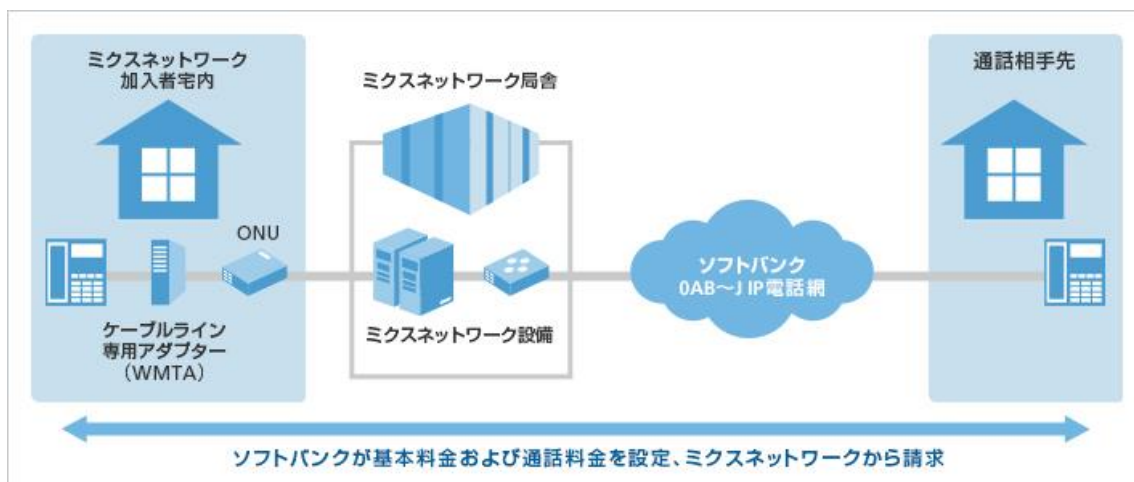 ミクスネットワーク
加入者宅内
ミクスネットワーク局舎
通話相手先
ONU
ソフトバンク
0AB〜J IP電話網
ケーブルライン
専用アダプター
（WMTA）
ミクスネットワーク設備
ソフトバンクが基本料金および通話料金を設定、ミクスネットワークから請求